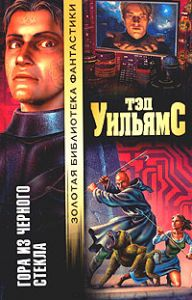 ТЭД
УИЛЬЯМС
ЗОЛОТАЯ БИБЛИОТЕКА ФАНТАСТИКИ
ГОРА ИЗ ЧЕРНОГО
СТЕКЛА